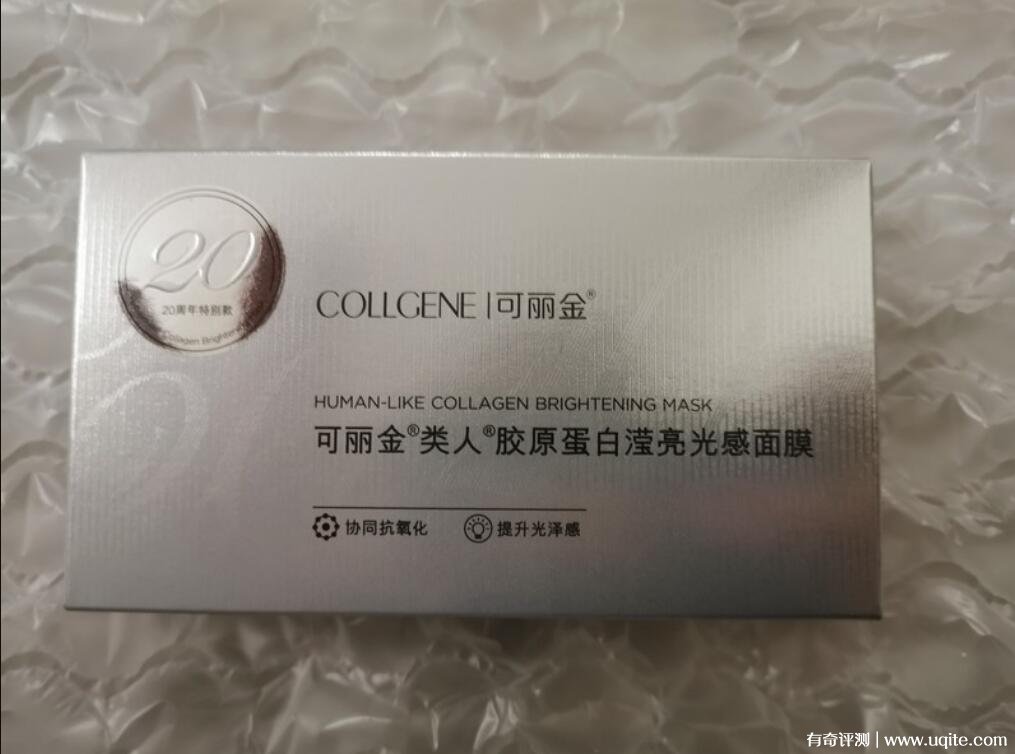 20
20周年特别款
Collagen Brightening
COLLGENE | 可丽金®
HUMAN-LIKE COLLAGEN BRIGHTENING MASK
可丽金®类人®胶原蛋白滢亮光感面膜
协同抗氧化 提升光泽感
有奇评测 | www.uqite.com